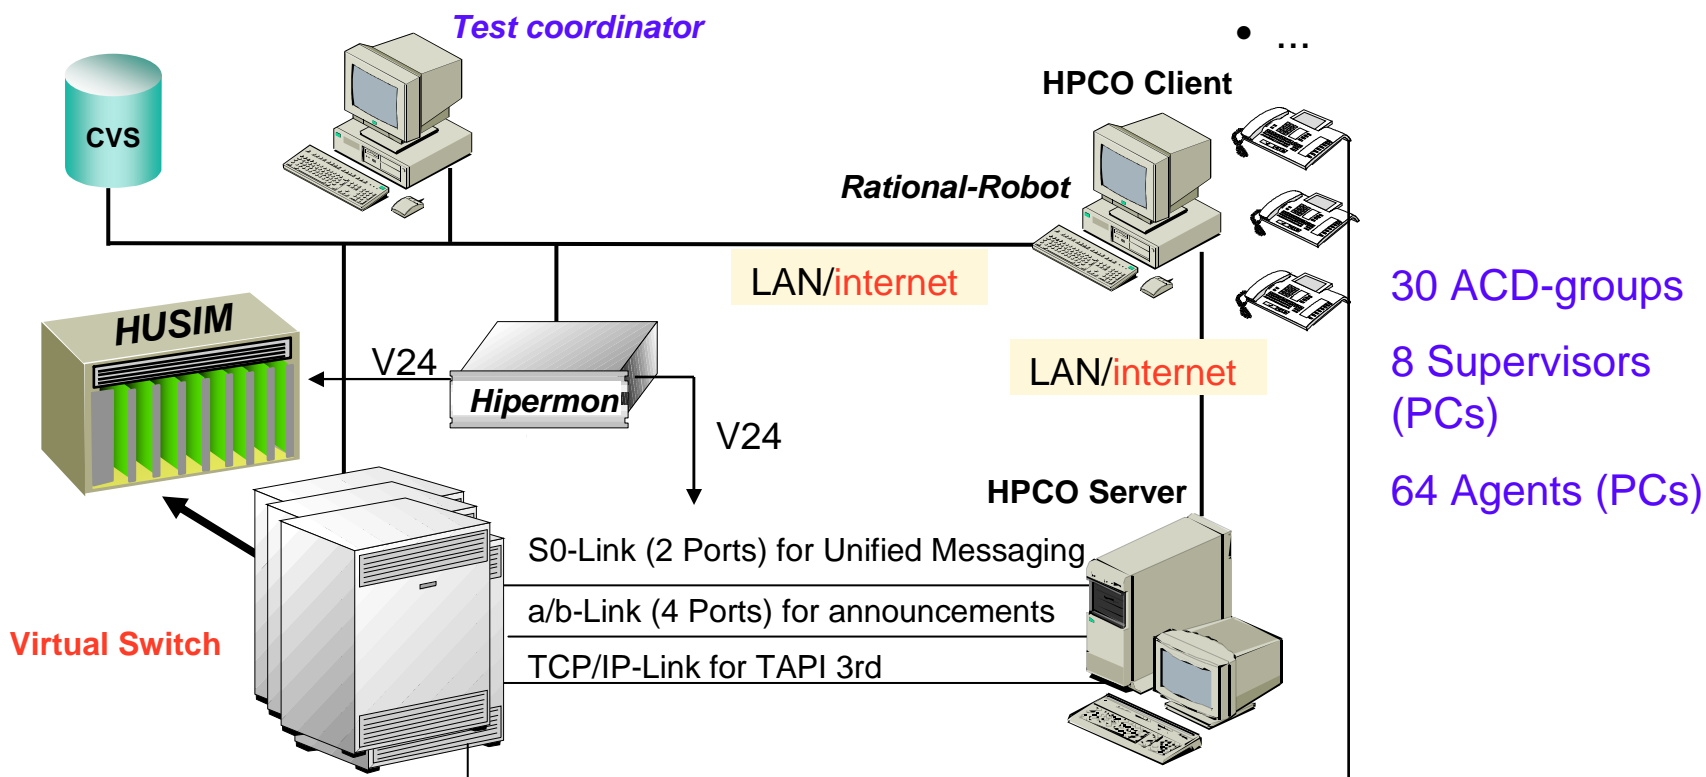 Test coordinator
• ...
HPCO Client
CVS
Rational-Robot
LAN/internet
30 ACD-groups
HUSIM
V24
LAN/internet
8 Supervisors
(PCs)
Hipermon
V24
HPCO Server
64 Agents (PCs)
S0-Link (2 Ports) for Unified Messaging
a/b-Link (4 Ports) for announcements
Virtual Switch
TCP/IP-Link for TAPI 3rd